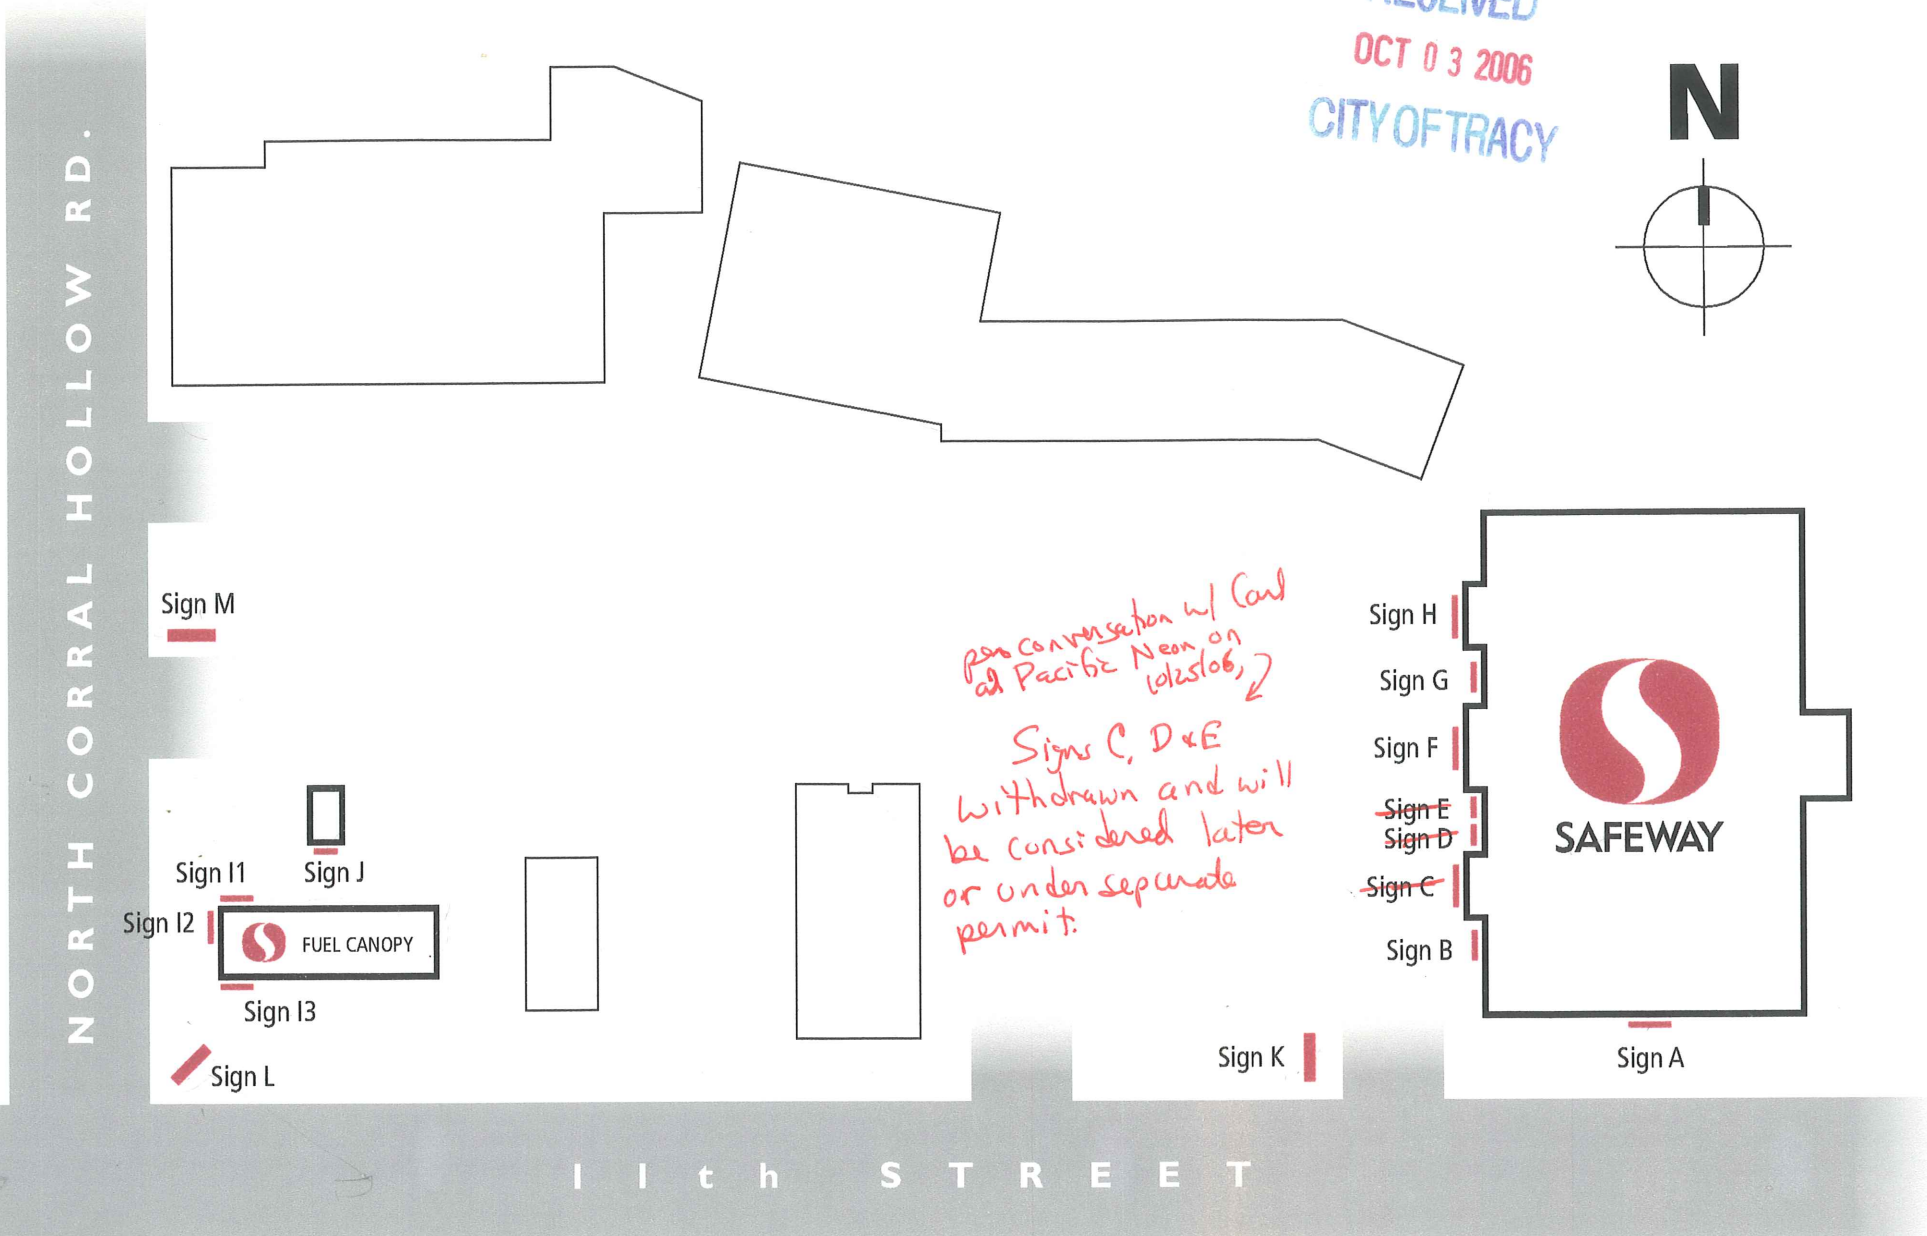 RECEIVED
OCT 0 3 2006
CITY OF TRACY
N
NORTH CORRAL HOLLOW RD.
Sign M
per conversation w/ Carl
at Pacific Neon on
10/25/06,
Signs C, D & E
withdrawn and will
be considered later
or under separate
permit.
Sign H
Sign G
Sign F
Sign E
Sign D
Sign C
Sign B
SAFEWAY
Sign I1
Sign J
Sign I2
FUEL CANOPY
Sign I3
Sign L
Sign K
Sign A
11th STREET